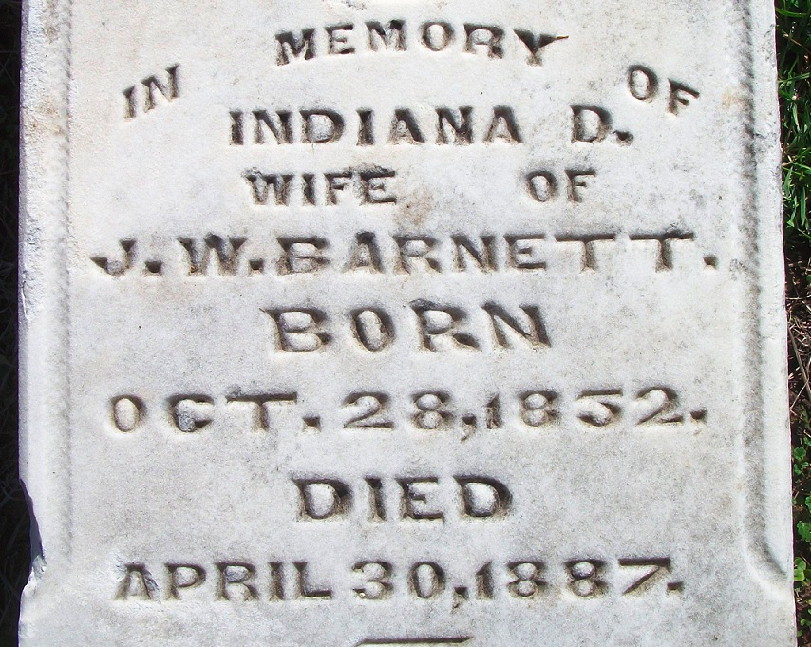 IN MEMORY OF
INDIANA D.
WIFE OF
J. W. BARNETT.
BORN
OCT. 28, 1852.
DIED
APRIL 30, 1887.